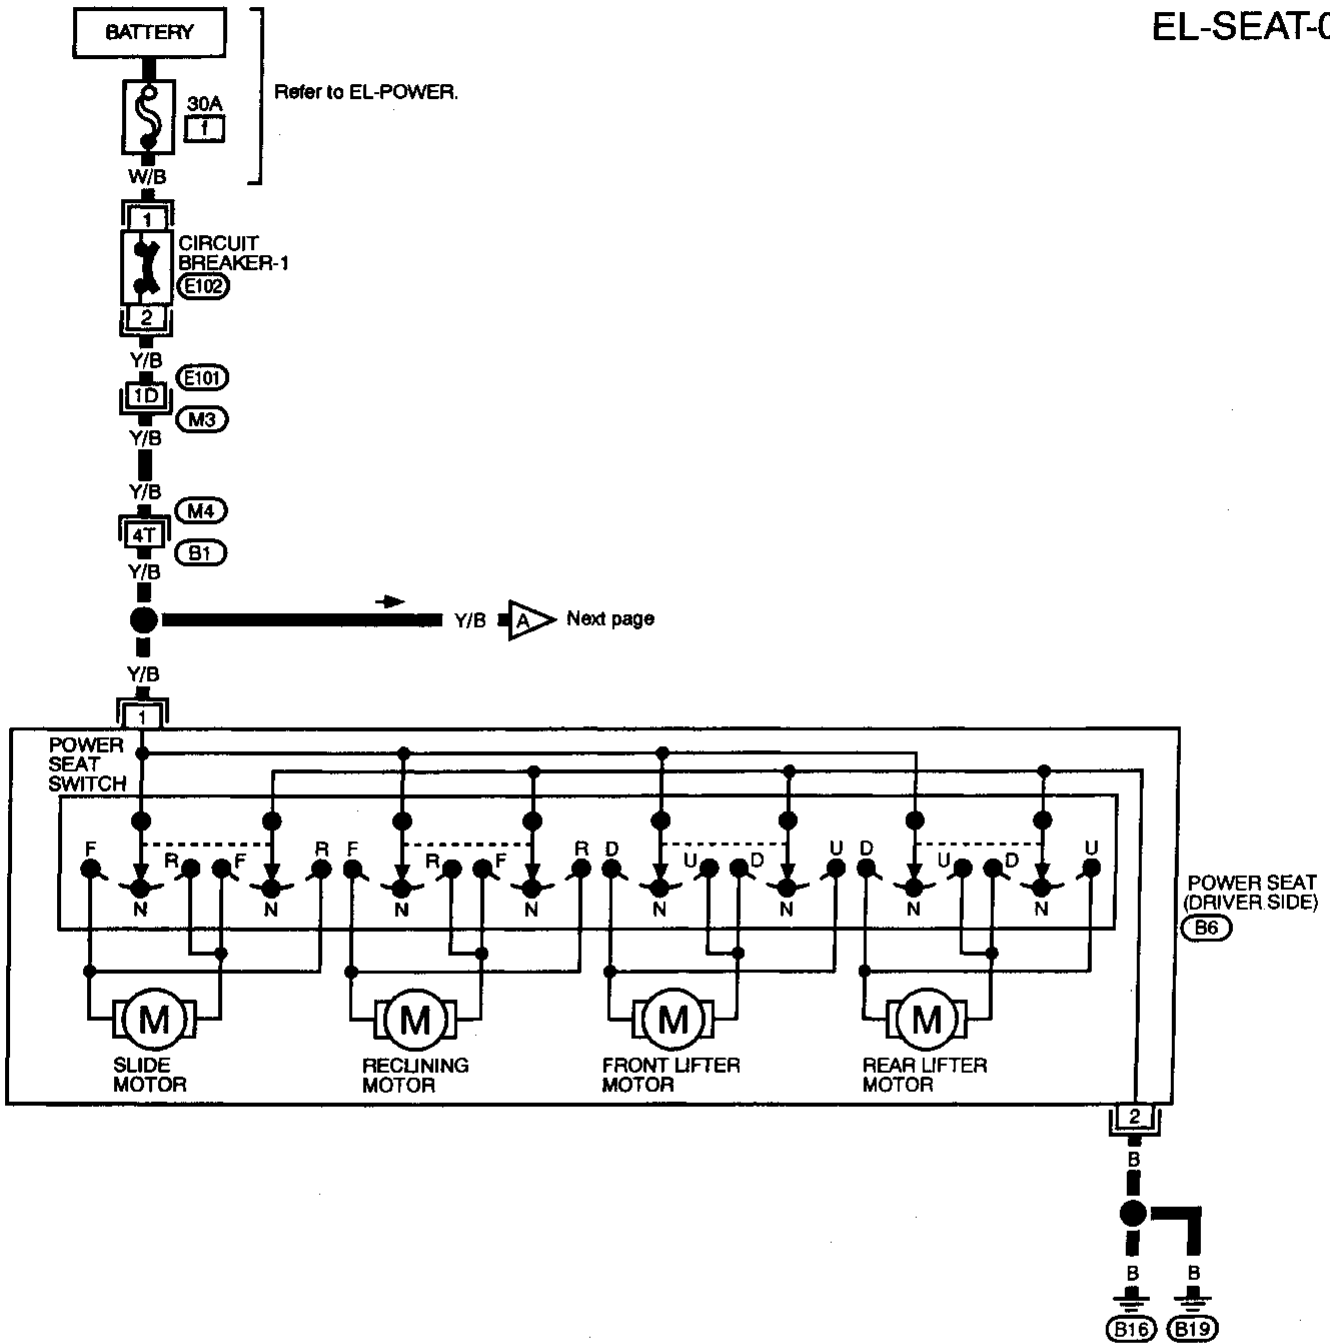 EL-SEAT-0
BATTERY
Refer to EL-POWER.
30A
f
W/B
1
CIRCUIT
BREAKER-1
E102
2
Y/B
E101
1D
M3
Y/B
Y/B
M4
4T
B1
Y/B
Y/B A Next page
Y/B
1
POWER
SEAT
SWITCH
F R F R F R F R D U D U D U D U
N N N N N N N N
POWER SEAT
(DRIVER SIDE)
B6
M M M M
SLIDE
MOTOR
RECLINING
MOTOR
FRONT LIFTER
MOTOR
REAR LIFTER
MOTOR
2
B
B B
B16 B19